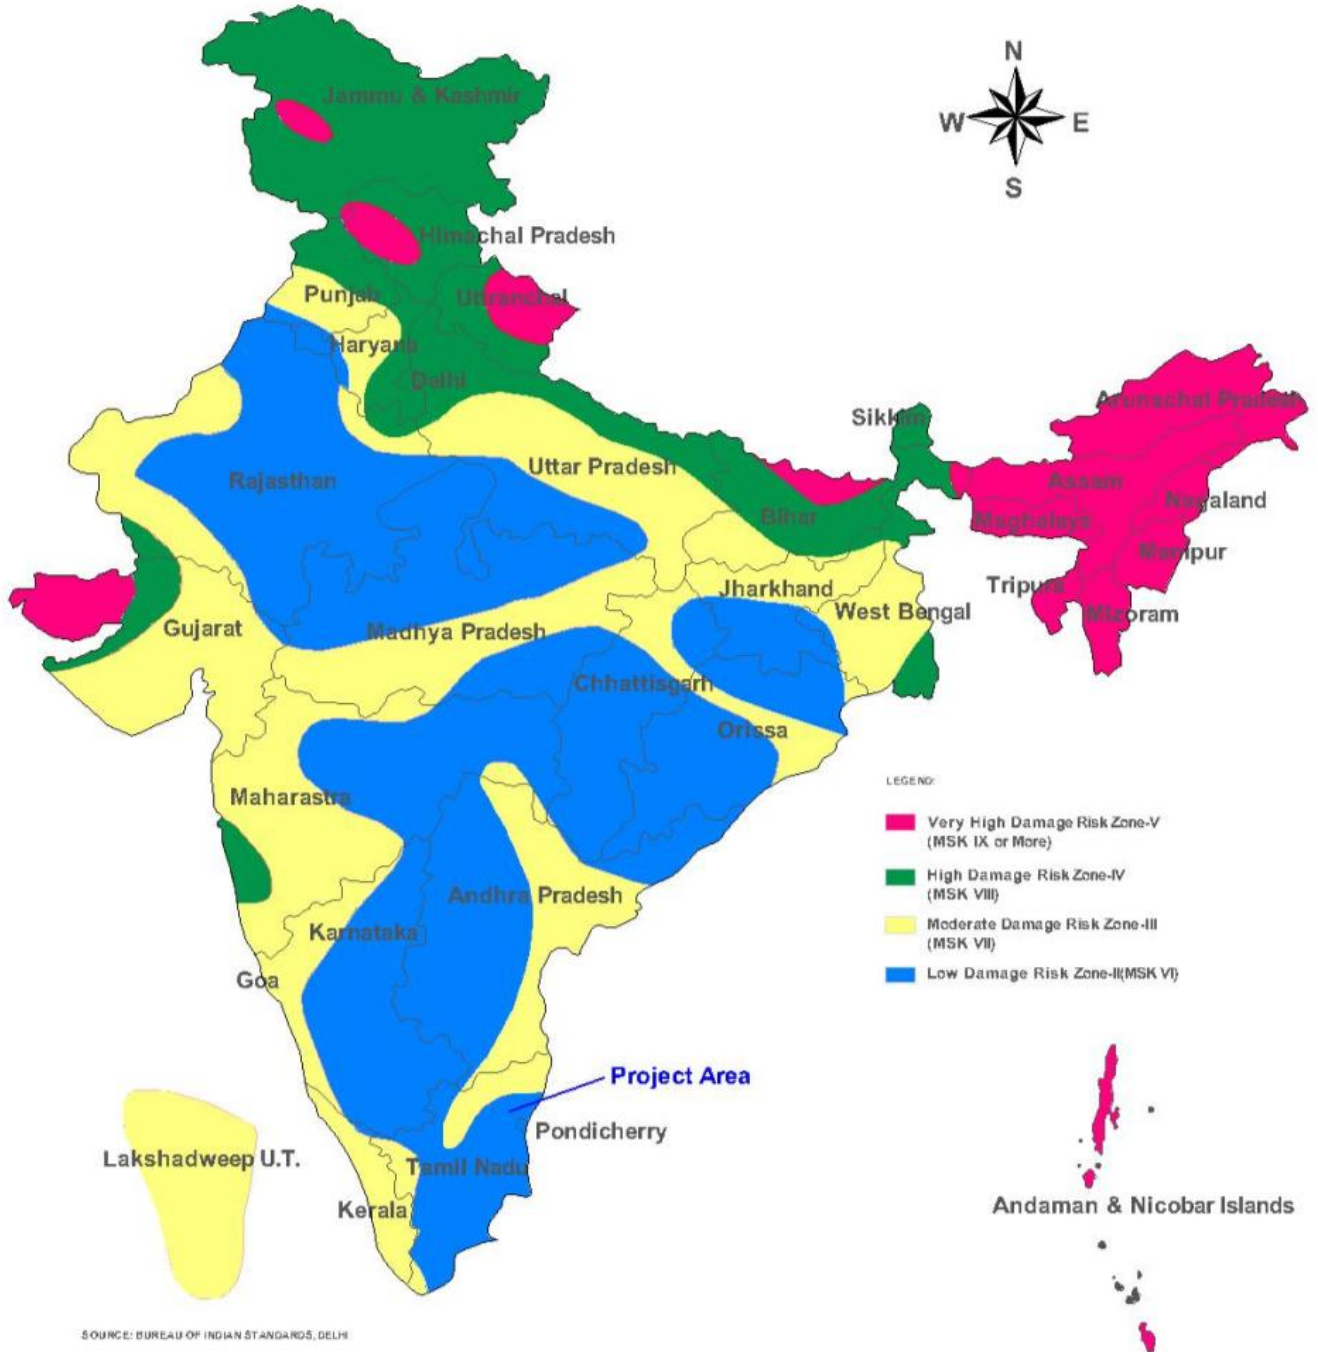 N
W E
S
Jammu & Kashmir
Himachal Pradesh
Punjab
Uttranchal
Haryana
Delhi
Sikkim
Arunachal Pradesh
Uttar Pradesh
Rajasthan
Assam
Nagaland
Bihar
Maghalaya
Manipur
Jharkhand
Tripura
West Bengal
Mizoram
Gujarat
Madhya Pradesh
Chhattisgarh
Orissa
Maharastra
LEGEND:
Very High Damage Risk Zone-V
(MSK IX or More)
High Damage Risk Zone-IV
(MSK VIII)
Moderate Damage Risk Zone-III
(MSK VII)
Low Damage Risk Zone-II(MSK VI)
Andhra Pradesh
Karnataka
Goa
Project Area
Pondicherry
Lakshadweep U.T.
Tamil Nadu
Kerala
Andaman & Nicobar Islands
SOURCE: BUREAU OF INDIAN STANDARDS, DELHI